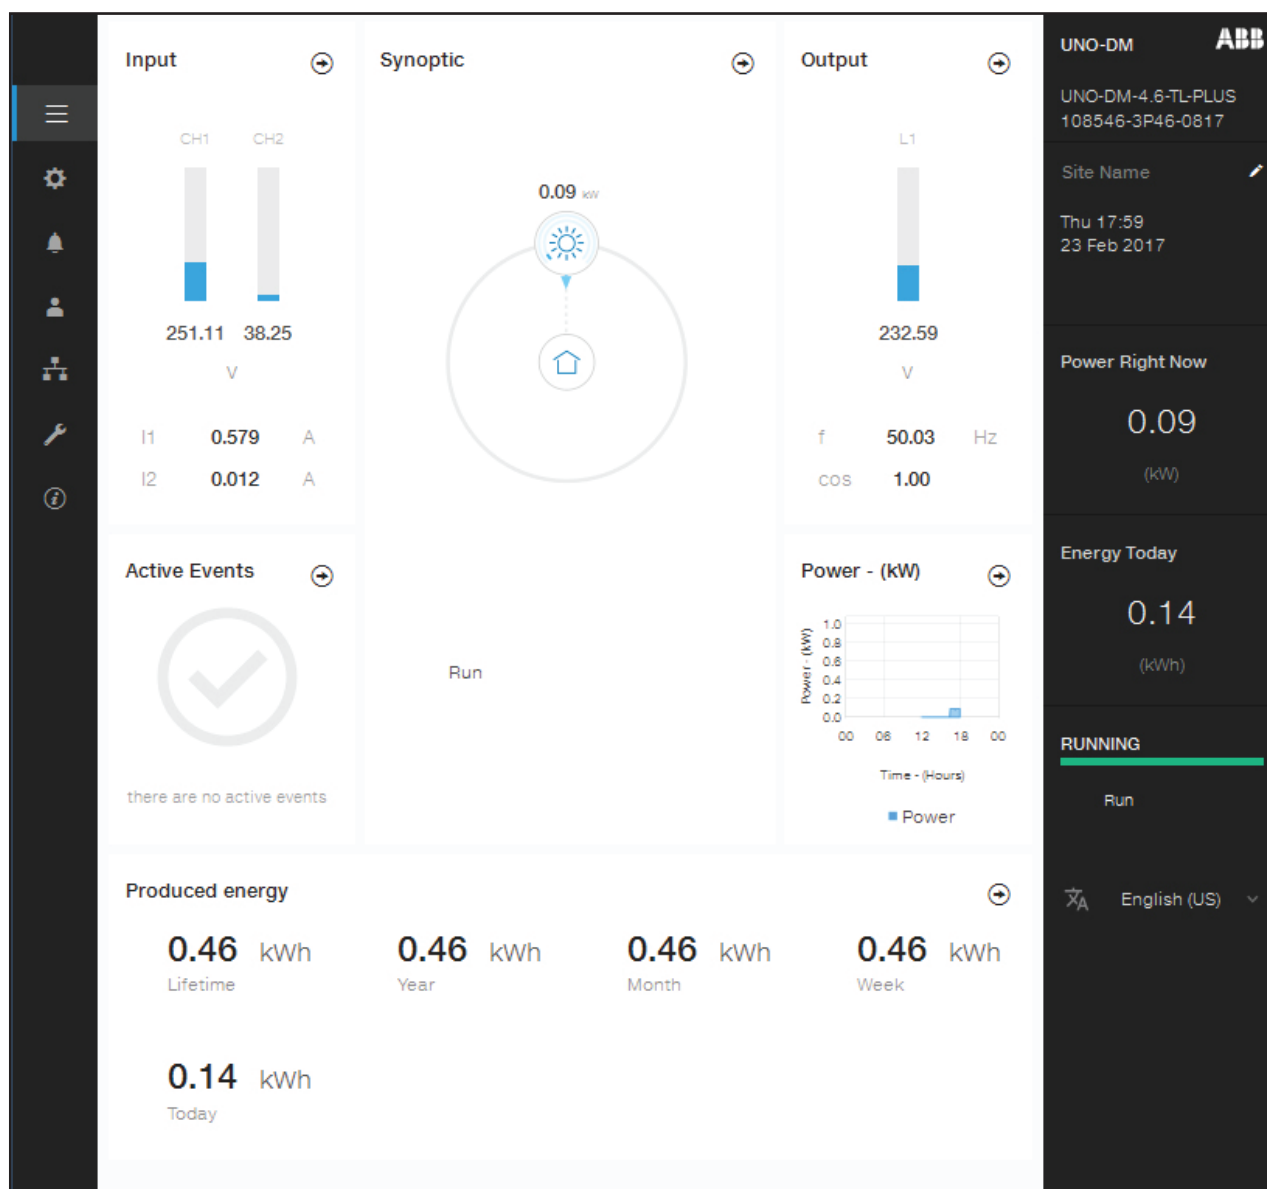 Input
CH1 CH2
251.11 38.25
V
I1 0.579 A
I2 0.012 A
Synoptic
0.09 kW
Run
Output
L1
232.59
V
f 50.03 Hz
cos 1.00
Active Events
there are no active events
Power - (kW)
Power - (kW)
1.0
0.8
0.6
0.4
0.2
0.0
00 06 12 18 00
Time - (Hours)
Power
Produced energy
0.46 kWh
Lifetime
0.46 kWh
Year
0.46 kWh
Month
0.46 kWh
Week
0.14 kWh
Today
UNO-DM ABB
UNO-DM-4.6-TL-PLUS
108546-3P46-0817
Site Name
Thu 17:59
23 Feb 2017
Power Right Now
0.09
(kW)
Energy Today
0.14
(kWh)
RUNNING
Run
English (US)